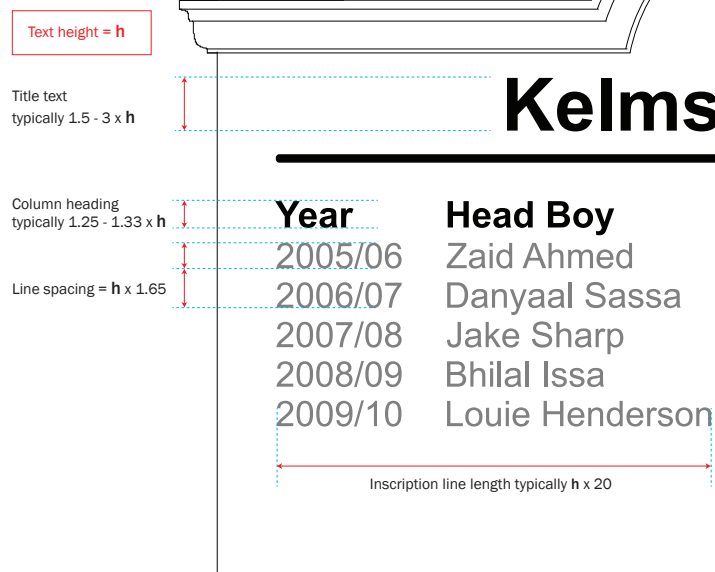 Text height = h
Title text
typically 1.5 - 3 x h
Kelms
Column heading
typically 1.25 - 1.33 x h
Year Head Boy
2005/06 Zaid Ahmed
Line spacing = h x 1.65
2006/07 Danyaal Sassa
2007/08 Jake Sharp
2008/09 Bhilal Issa
2009/10 Louie Henderson
Inscription line length typically h x 20